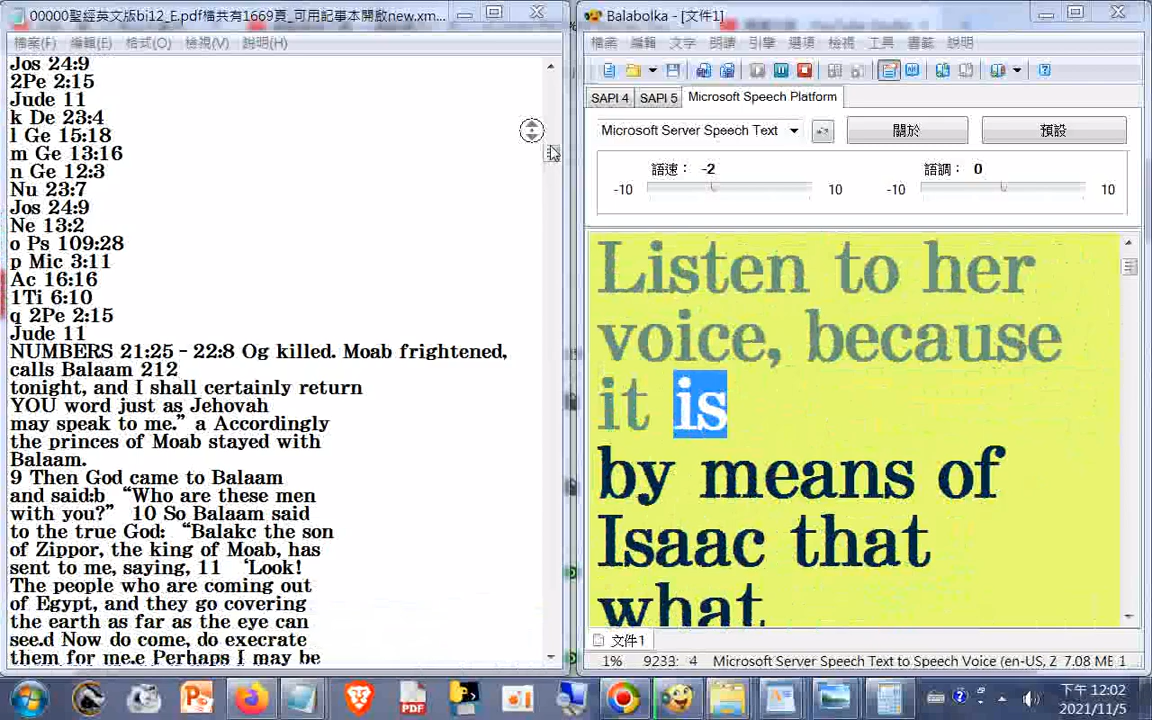 00000聖經英文版bi12_E.pdf檔共有1669頁_可用記事本開啟new.xm...
檔案(F) 編輯(E) 格式(O) 檢視(V) 說明(H)
Jos 24:9
2Pe 2:15
Jude 11
k De 23:4
l Ge 15:18
m Ge 13:16
n Ge 12:3
Nu 23:7
Jos 24:9
Ne 13:2
o Ps 109:28
p Mic 3:11
Ac 16:16
1Ti 6:10
q 2Pe 2:15
Jude 11
NUMBERS 21:25 - 22:8 Og killed. Moab frightened,
calls Balaam 212
tonight, and I shall certainly return
YOU word just as Jehovah
may speak to me.” a Accordingly
the princes of Moab stayed with
Balaam.
9 Then God came to Balaam
and said:b “Who are these men
with you?” 10 So Balaam said
to the true God: “Balakc the son
of Zippor, the king of Moab, has
sent to me, saying, 11 ‘Look!
The people who are coming out
of Egypt, and they go covering
the earth as far as the eye can
see.d Now do come, do execrate
them for me.e Perhaps I may be
Balabolka - [文件1]
檔案 編輯 文字 朗讀 引擎 選項 檢視 工具 書籤 說明
SAPI 4 SAPI 5 Microsoft Speech Platform
Microsoft Server Speech Text 關於 預設
語速： -2 語調： 0
-10 10 -10 10
Listen to her
voice, because
it is
by means of
Isaac that
what
文件1
1% 9233: 4 Microsoft Server Speech Text to Speech Voice (en-US, Z 7.08 ME 1
PDF
下午 12:02
2021/11/5